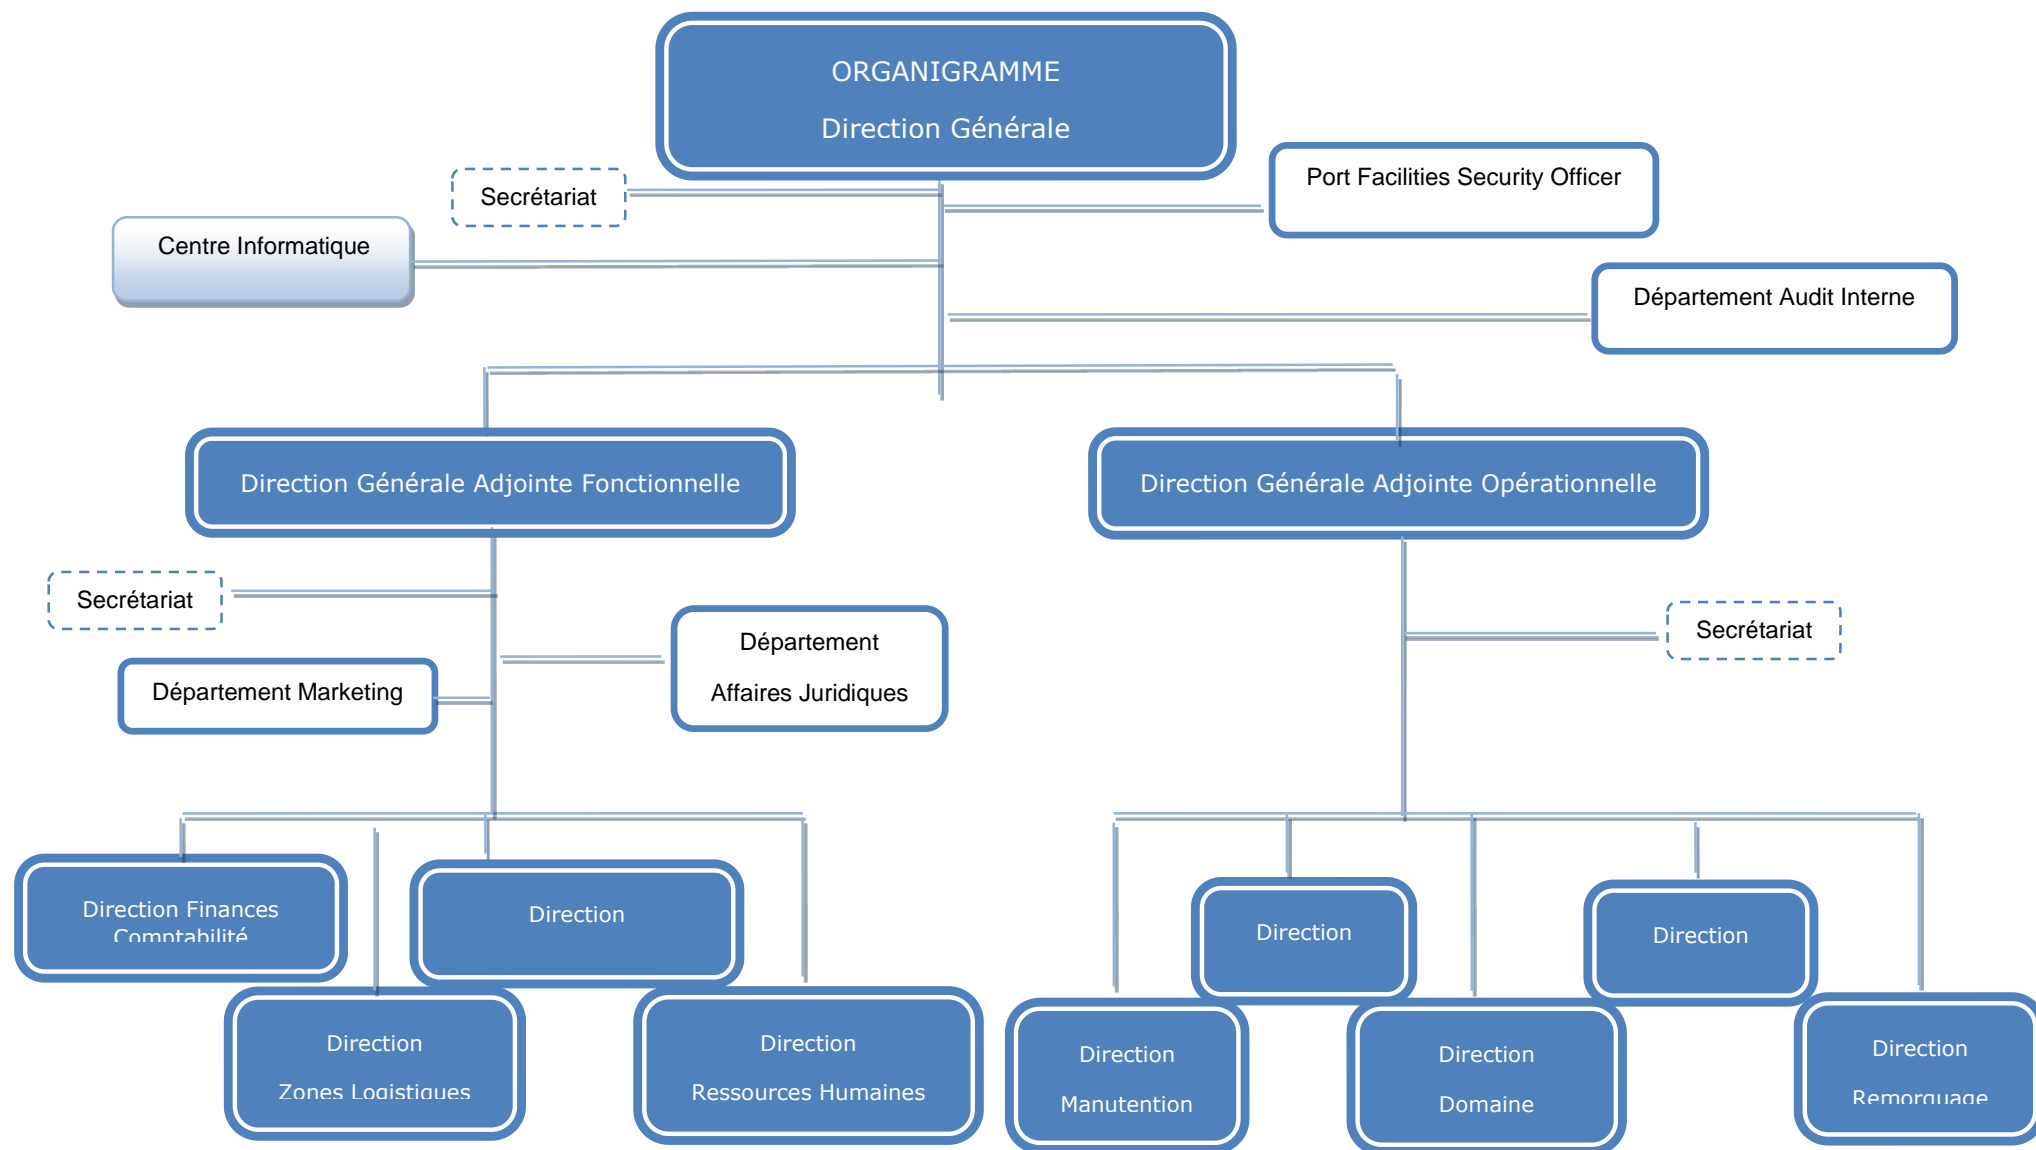 ORGANIGRAMME
Direction Générale
Secrétariat
Port Facilities Security Officer
Centre Informatique
Département Audit Interne
Direction Générale Adjointe Fonctionnelle
Direction Générale Adjointe Opérationnelle
Secrétariat
Département
Affaires Juridiques
Secrétariat
Département Marketing
Direction Finances
Comptabilité
Direction
Direction
Direction
Direction
Zones Logistiques
Direction
Ressources Humaines
Direction
Manutention
Direction
Domaine
Direction
Remorquage